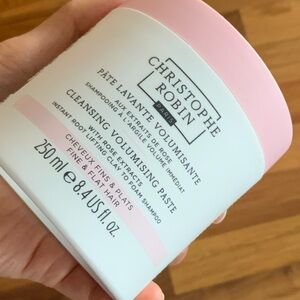 CHRISTOPHE
ROBIN
PARIS
PÂTE LAVANTE VOLUMISANTE
AUX EXTRAITS DE ROSE
SHAMPOOING À L'ARGILE VOLUME IMMÉDIAT
CLEANSING VOLUMISING PASTE
WITH ROSE EXTRACTS
INSTANT ROOT LIFTING CLAY TO FOAM SHAMPOO
CHEVEUX FINS & PLATS
FINE & FLAT HAIR
250 ml e 8.4 US fl. oz.